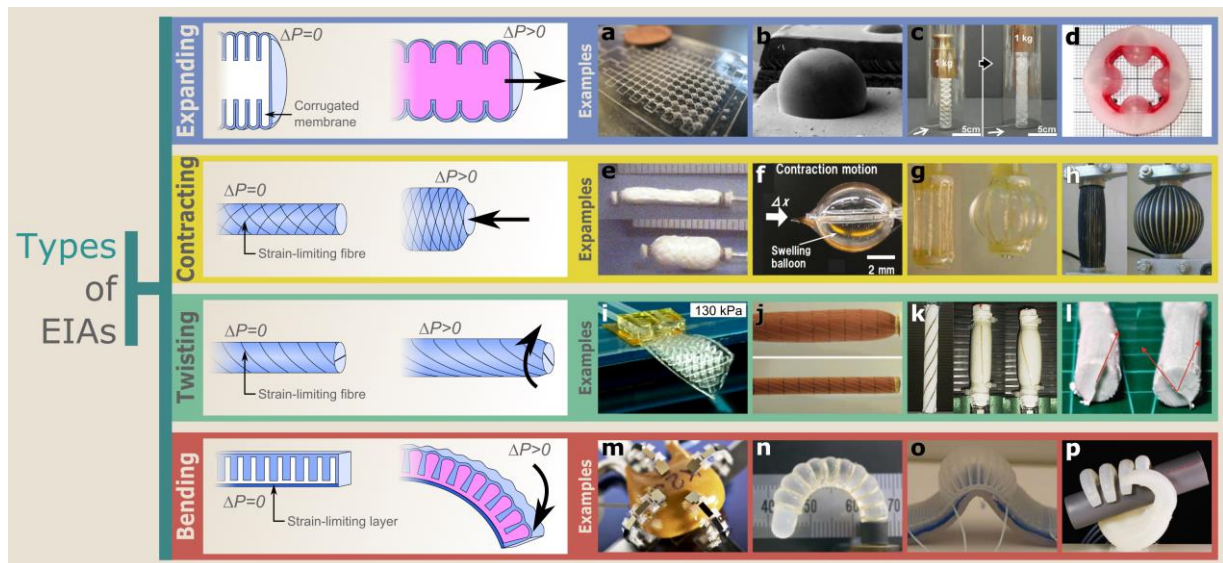 Types
of
EIAs
Expanding
ΔP=0
ΔP>0
Corrugated
membrane
Examples
a
b
c
1 kg
1 kg
5cm
5cm
d
Contracting
ΔP=0
ΔP>0
Strain-limiting fibre
Expamples
e
f
Contraction motion
Δx
Swelling
balloon
2 mm
g
h
Twisting
ΔP=0
ΔP>0
Strain-limiting fibre
Examples
i
130 kPa
j
k
l
Bending
ΔP=0
ΔP>0
Strain-limiting layer
Examples
m
n
40
50
60
70
o
p